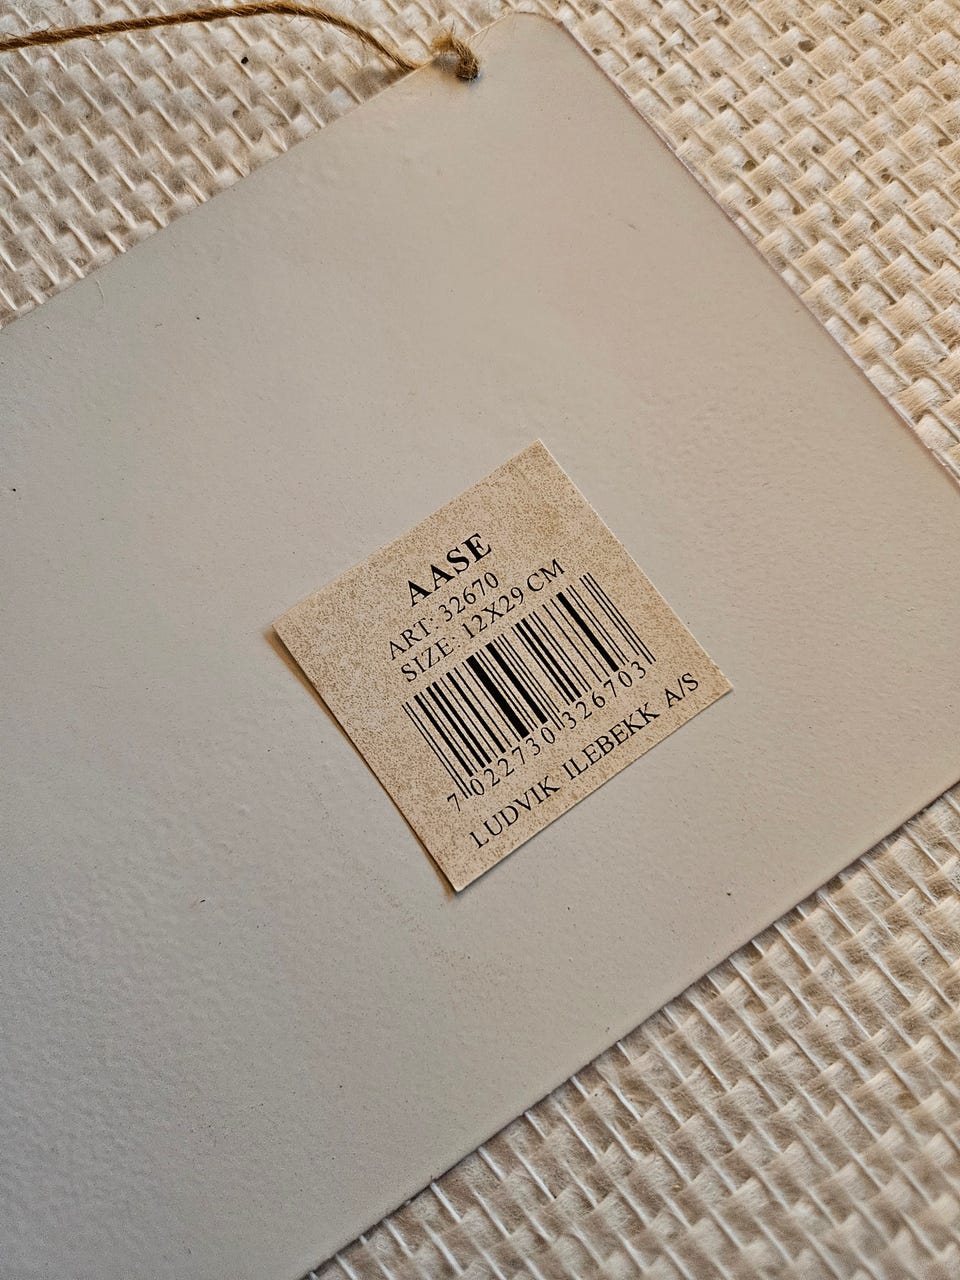 AASE
ART: 32670
SIZE: 12X29 CM
7 022730 326703
LUDVIK ILEBEKK A/S